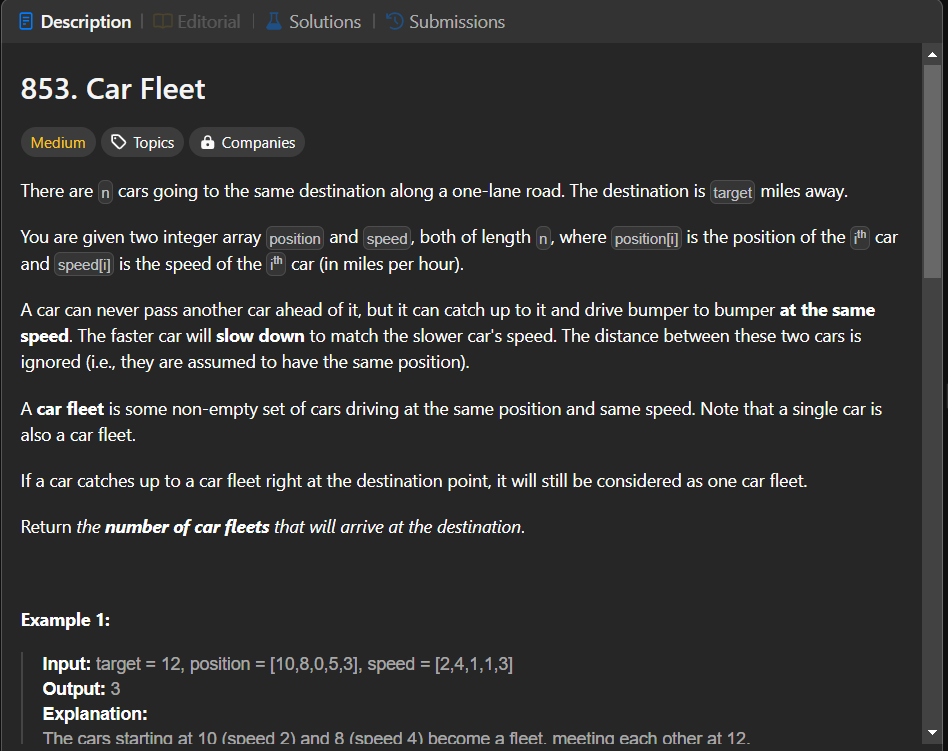 Description | Editorial | Solutions | Submissions
853. Car Fleet
Medium Topics Companies
There are n cars going to the same destination along a one-lane road. The destination is target miles away.
You are given two integer array position and speed, both of length n, where position[i] is the position of the ith car
and speed[i] is the speed of the ith car (in miles per hour).
A car can never pass another car ahead of it, but it can catch up to it and drive bumper to bumper at the same
speed. The faster car will slow down to match the slower car's speed. The distance between these two cars is
ignored (i.e., they are assumed to have the same position).
A car fleet is some non-empty set of cars driving at the same position and same speed. Note that a single car is
also a car fleet.
If a car catches up to a car fleet right at the destination point, it will still be considered as one car fleet.
Return the number of car fleets that will arrive at the destination.
Example 1:
Input: target = 12, position = [10,8,0,5,3], speed = [2,4,1,1,3]
Output: 3
Explanation:
The cars starting at 10 (speed 2) and 8 (speed 4) become a fleet, meeting each other at 12.